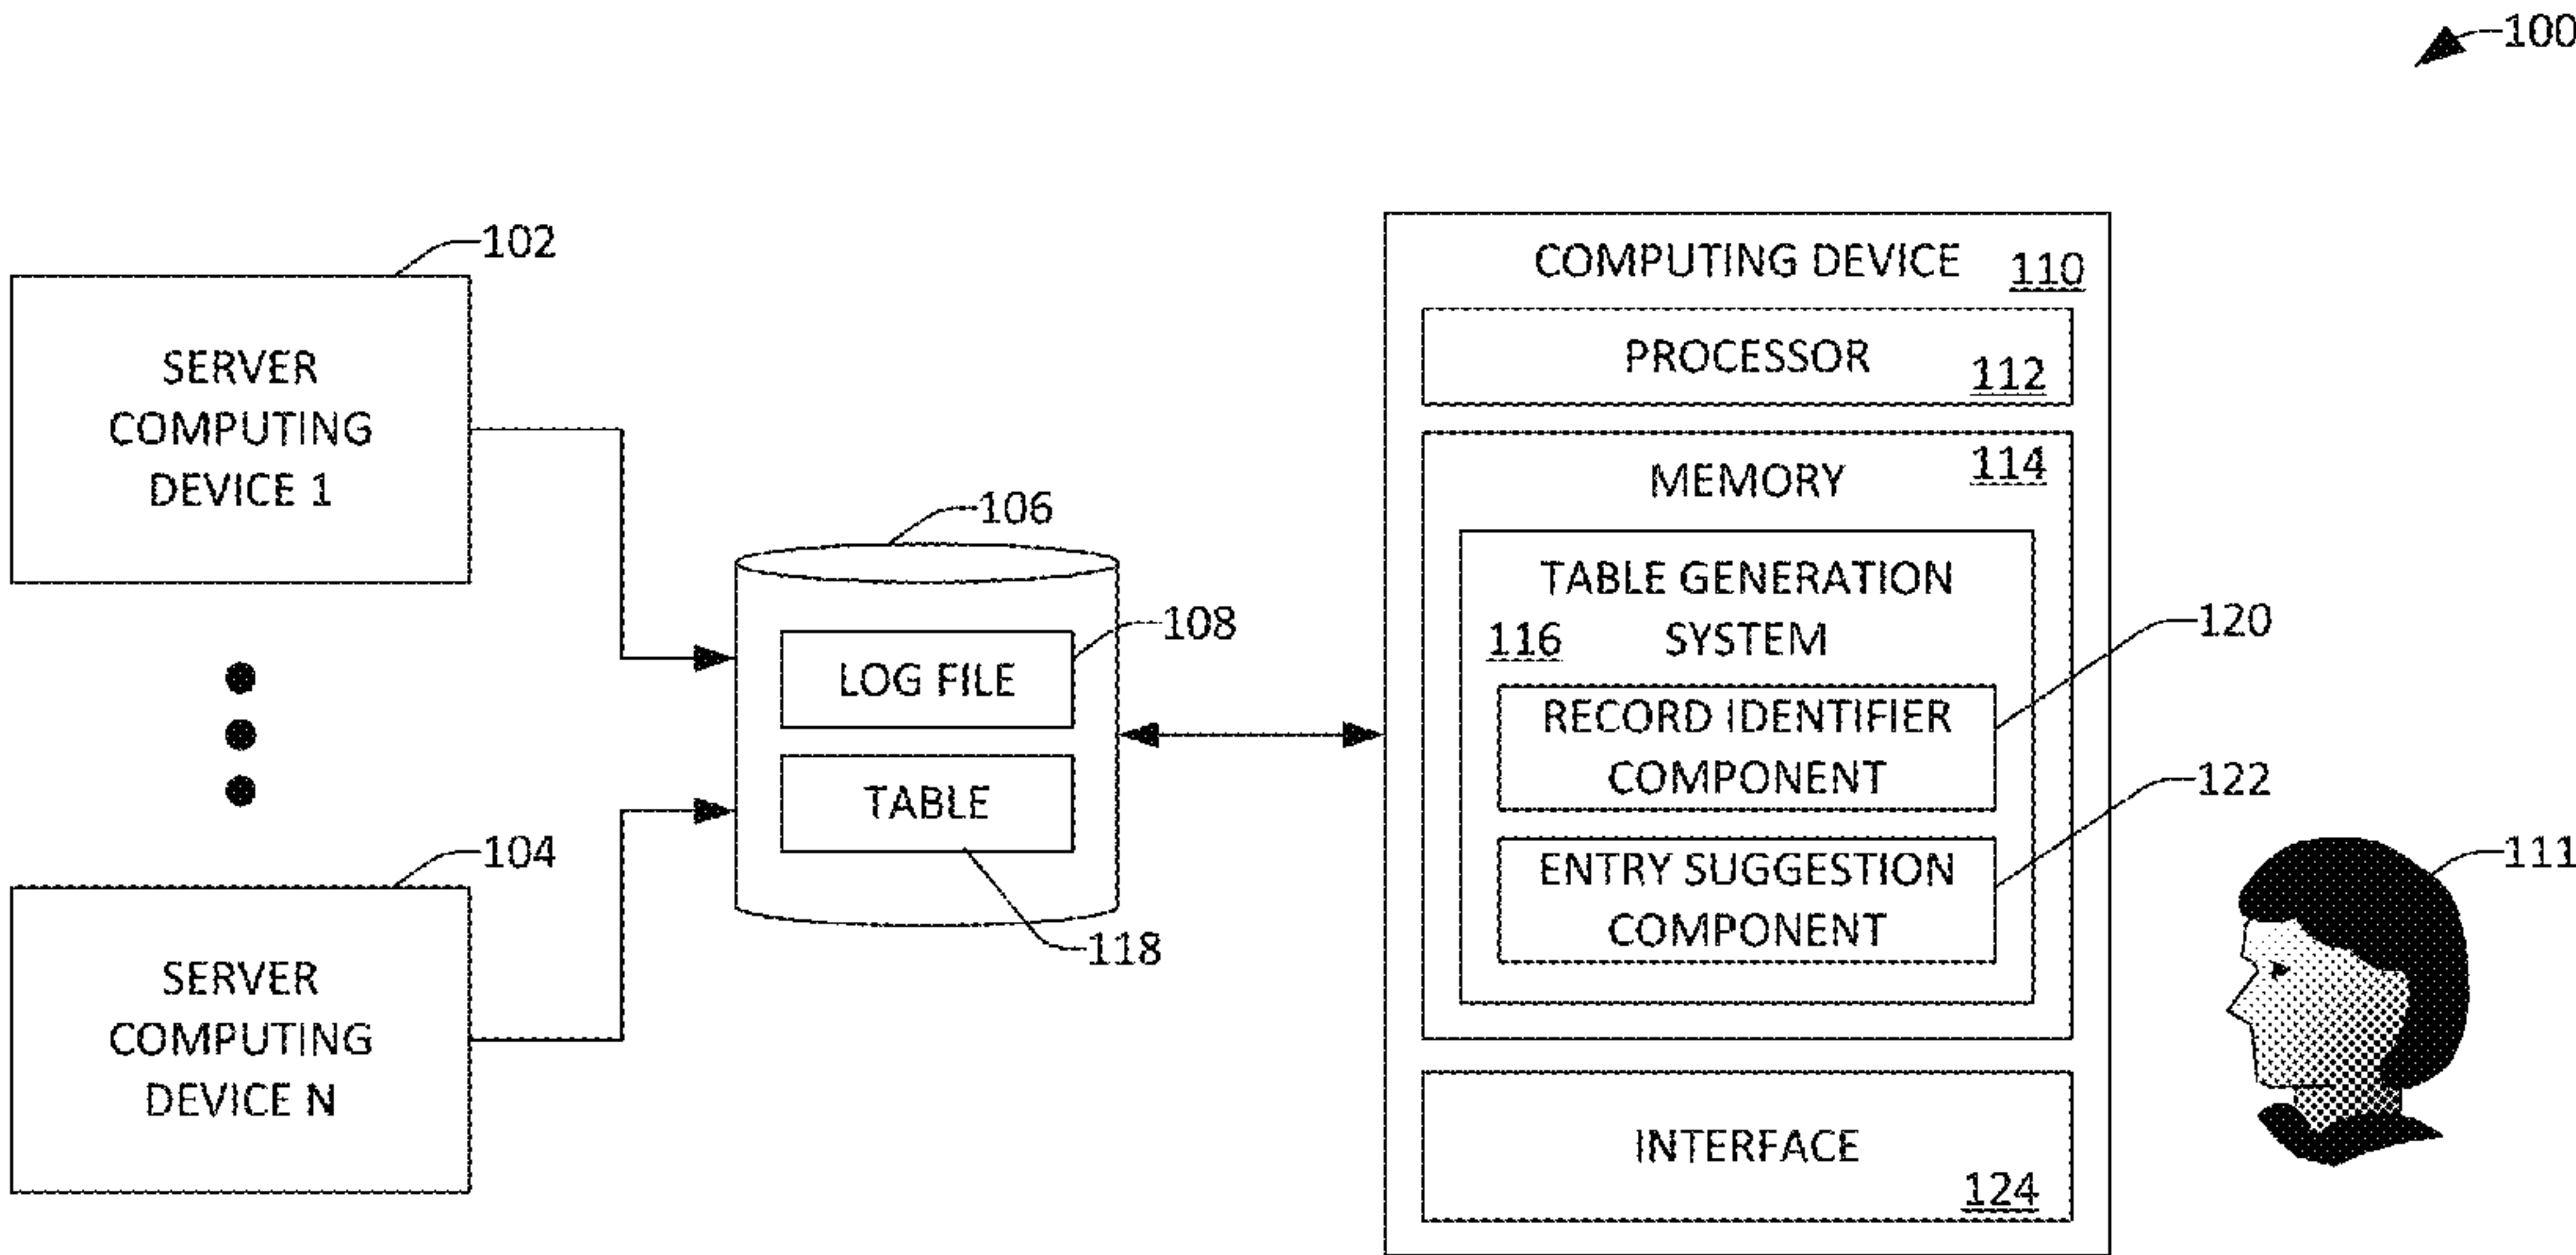 100
102
SERVER
COMPUTING
DEVICE 1
104
SERVER
COMPUTING
DEVICE N
106
LOG FILE
108
TABLE
118
COMPUTING DEVICE
110
PROCESSOR
112
114
MEMORY
TABLE GENERATION
116 SYSTEM
RECORD IDENTIFIER
COMPONENT
120
ENTRY SUGGESTION
COMPONENT
122
INTERFACE
124
111